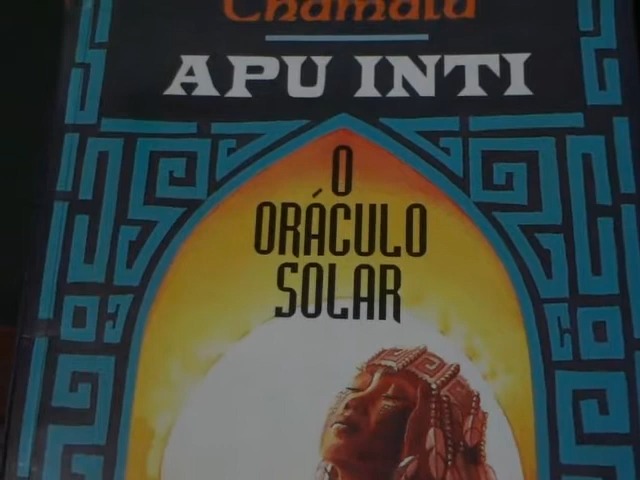 Chamalú
APU INTI
O
ORÁCULO
SOLAR